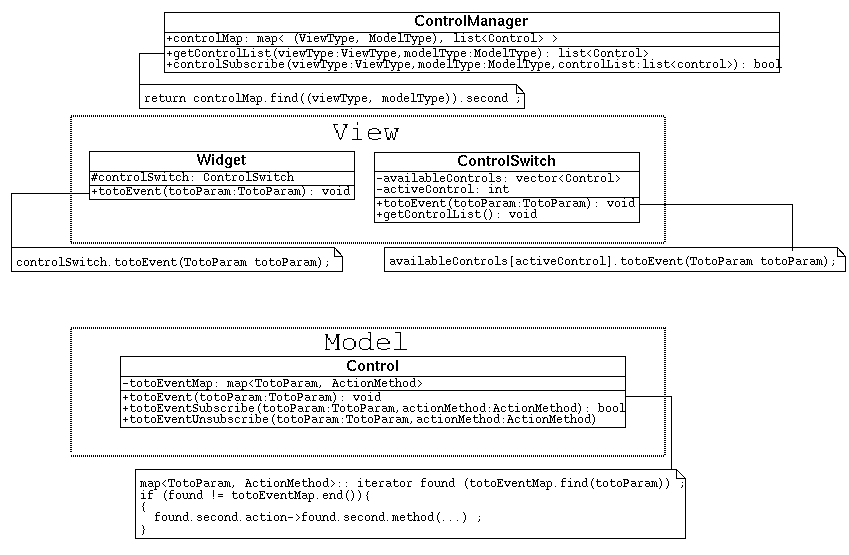 ControlManager
+controlMap: map< (ViewType, ModelType), list<Control> >
+getControlList(viewType:ViewType,modelType:ModelType): list<Control>
+controlSubscribe(viewType:ViewType,modelType:ModelType,controlList:list<control>): bool
return controlMap.find((viewType, modelType)).second ;
View
Widget
#controlSwitch: ControlSwitch
+totoEvent(totoParam:TotoParam): void
ControlSwitch
-availableControls: vector<Control>
-activeControl: int
+totoEvent(totoParam:TotoParam): void
+getControlList(): void
controlSwitch.totoEvent(TotoParam totoParam);
availableControls[activeControl].totoEvent(TotoParam totoParam);
Model
Control
-totoEventMap: map<TotoParam, ActionMethod>
+totoEvent(totoParam:TotoParam): void
+totoEventSubscribe(totoParam:TotoParam,actionMethod:ActionMethod): bool
+totoEventUnsubscribe(totoParam:TotoParam,actionMethod:ActionMethod)
map<TotoParam, ActionMethod>:: iterator found (totoEventMap.find(totoParam)) ;
if (found != totoEventMap.end()){
{
found.second.action->found.second.method(...) ;
}